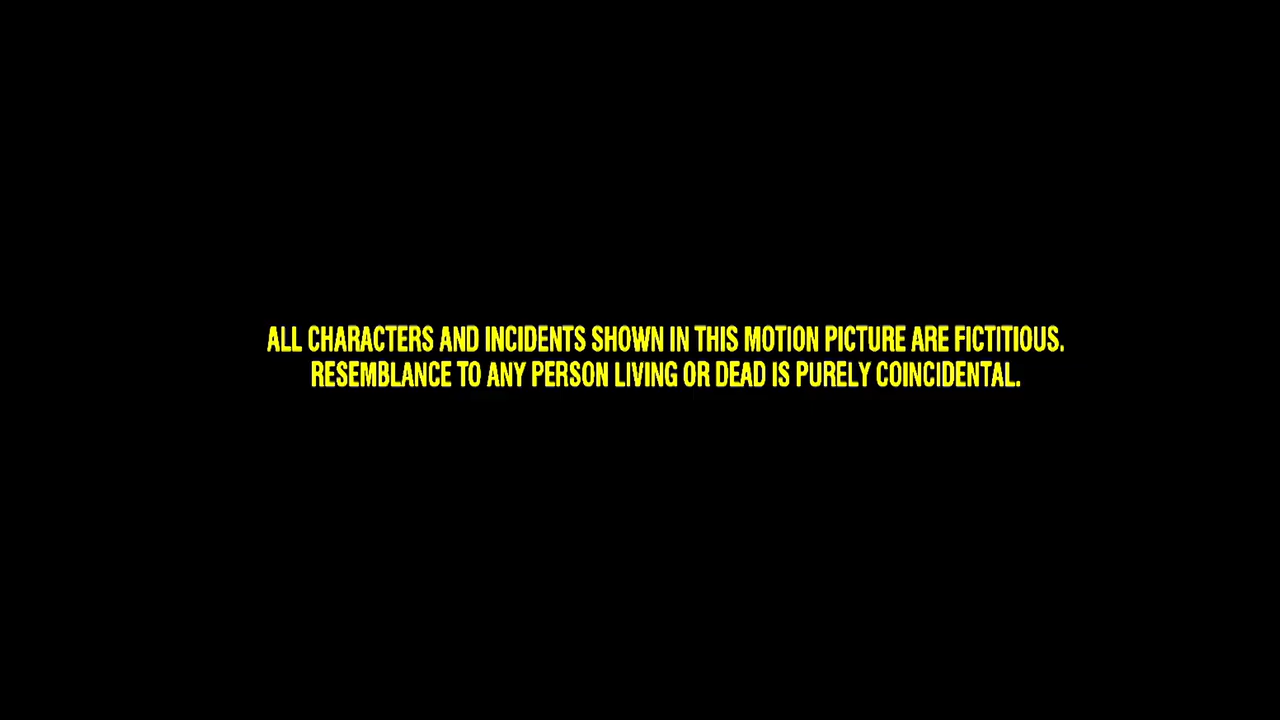 ALL CHARACTERS AND INCIDENTS SHOWN IN THIS MOTION PICTURE ARE FICTITIOUS.
RESEMBLANCE TO ANY PERSON LIVING OR DEAD IS PURELY COINCIDENTAL.